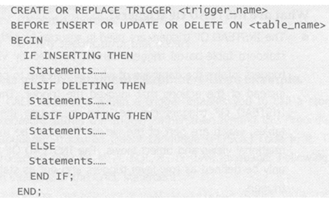 CREATE OR REPLACE TRIGGER <trigger_name>
BEFORE INSERT OR UPDATE OR DELETE ON <table_name>
BEGIN
IF INSERTING THEN
Statements……
ELSIF DELETING THEN
Statements…….
ELSIF UPDATING THEN
Statements……
ELSE
Statements……
END IF;
END;